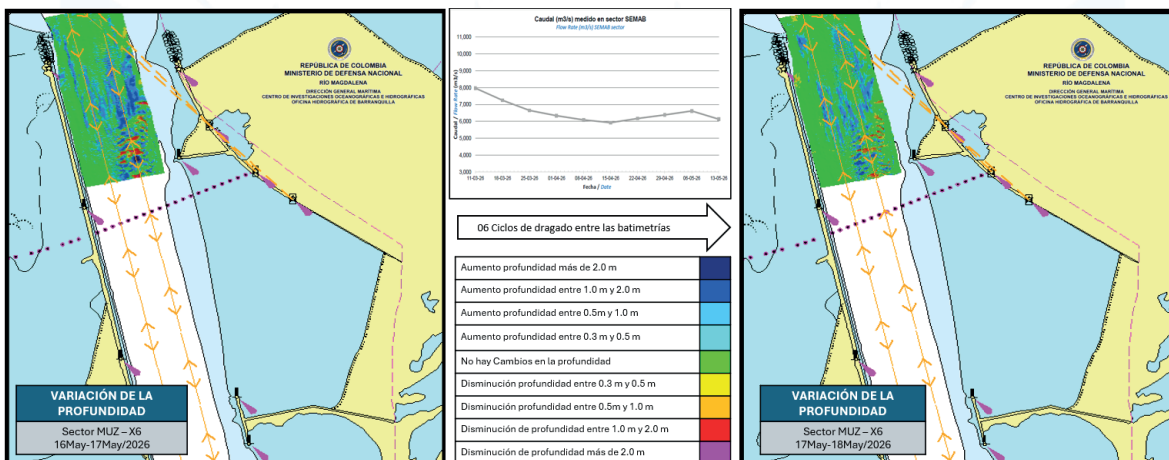 REPÚBLICA DE COLOMBIA
MINISTERIO DE DEFENSA NACIONAL
RÍO MAGDALENA
DIRECCIÓN GENERAL MARÍTIMA
CENTRO DE INVESTIGACIONES OCEANOGRÁFICAS E HIDROGRÁFICAS
OFICINA HIDROGRÁFICA DE BARRANQUILLA
VARIACIÓN DE LA
PROFUNDIDAD
Sector MUZ – X6
16May-17May/2026
Caudal (m3/s) medido en sector SEMAB
Flow Rate (m3/s) SEMAB sector
Caudal / Flow Rate (m3/s)
11,000
10,000
9,000
8,000
7,000
6,000
5,000
4,000
3,000
11-03-26
18-03-26
25-03-26
01-04-26
08-04-26
15-04-26
22-04-26
29-04-26
06-05-26
13-05-26
Fecha / Date
06 Ciclos de dragado entre las batimetrías
Aumento profundidad más de 2.0 m
Aumento profundidad entre 1.0 m y 2.0 m
Aumento profundidad entre 0.5m y 1.0 m
Aumento profundidad entre 0.3 m y 0.5 m
No hay Cambios en la profundidad
Disminución profundidad entre 0.3 m y 0.5 m
Disminución profundidad entre 0.5m y 1.0 m
Disminución de profundidad entre 1.0 m y 2.0 m
Disminución de profundidad más de 2.0 m
REPÚBLICA DE COLOMBIA
MINISTERIO DE DEFENSA NACIONAL
RÍO MAGDALENA
DIRECCIÓN GENERAL MARÍTIMA
CENTRO DE INVESTIGACIONES OCEANOGRÁFICAS E HIDROGRÁFICAS
OFICINA HIDROGRÁFICA DE BARRANQUILLA
VARIACIÓN DE LA
PROFUNDIDAD
Sector MUZ – X6
17May-18May/2026